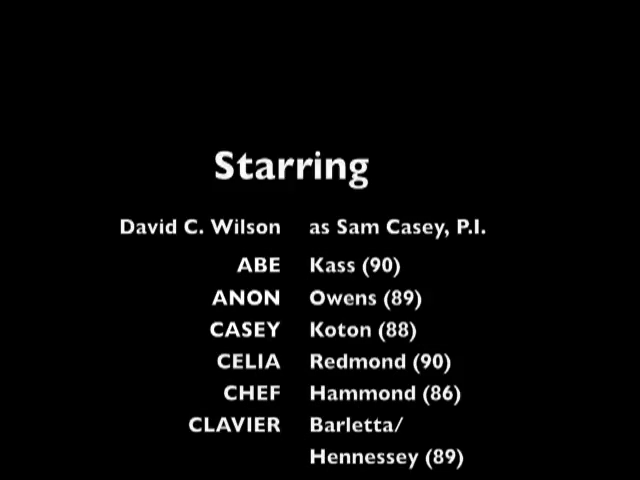 Starring
David C. Wilson as Sam Casey, P.I.
ABE Kass (90)
ANON Owens (89)
CASEY Koton (88)
CELIA Redmond (90)
CHEF Hammond (86)
CLAVIER Barletta/
Hennessey (89)